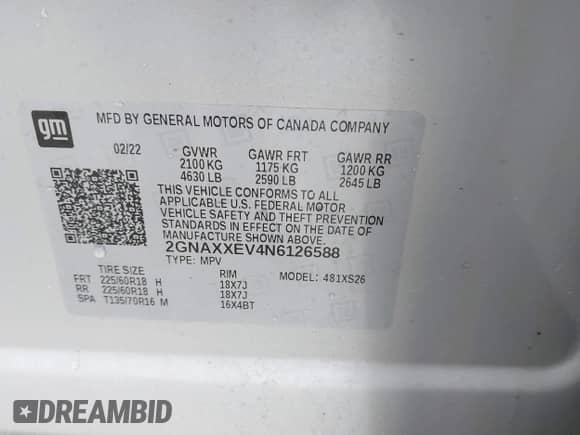 gm
MFD BY GENERAL MOTORS OF CANADA COMPANY
02/22 GVWR GAWR FRT GAWR RR
2100 KG 1175 KG 1200 KG
4630 LB 2590 LB 2645 LB
THIS VEHICLE CONFORMS TO ALL
APPLICABLE U.S. FEDERAL MOTOR
VEHICLE SAFETY AND THEFT PREVENTION
STANDARDS IN EFFECT ON THE DATE OF
MANUFACTURE SHOWN ABOVE.
2GNAXXEV4N6126588
TYPE: MPV MODEL: 481XS26
TIRE SIZE RIM
FRT 225/60R18 H 18X7J
RR 225/60R18 H 18X7J
SPA T135/70R16 M 16X4BT
DREAMBID